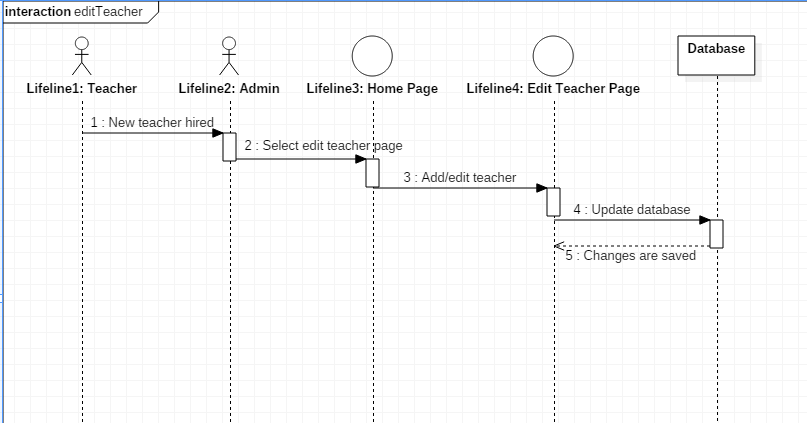 interaction editTeacher
Lifeline1: Teacher
Lifeline2: Admin
Lifeline3: Home Page
Lifeline4: Edit Teacher Page
Database
1 : New teacher hired
2 : Select edit teacher page
3 : Add/edit teacher
4 : Update database
5 : Changes are saved